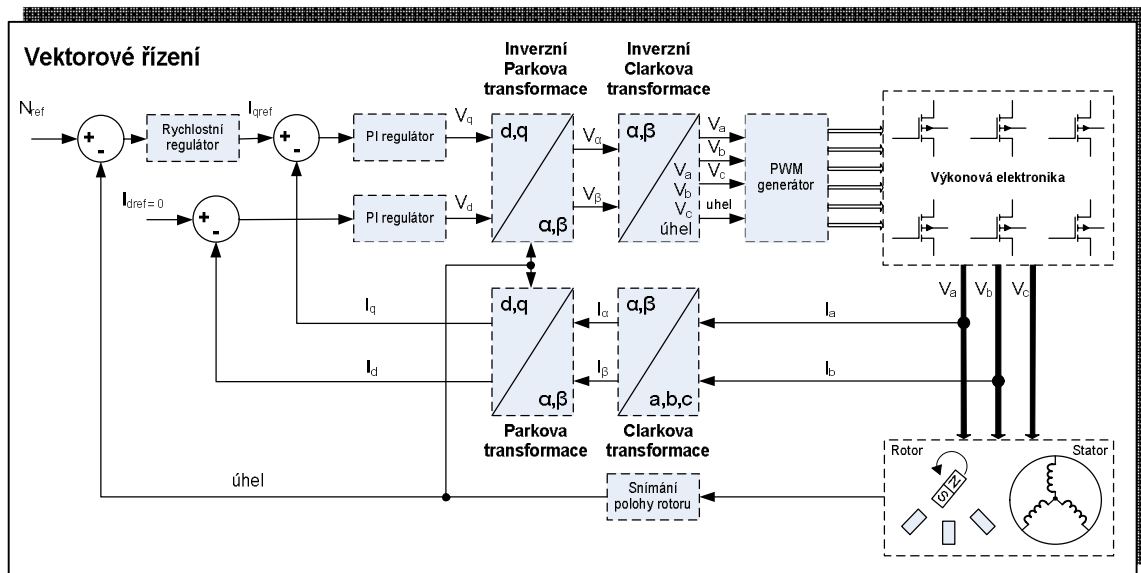 Vektorové řízení
Inverzní
Parkova
transformace
Inverzní
Clarkova
transformace
Nref
+
-
Rychlostní
regulátor
Iqref
+
-
PI regulátor
Vq
d,q
α,β
Vα
Vβ
α,β
Va
Vb
Vc
úhel
Va
Vb
Vc
uhel
PWM
generátor
Výkonová elektronika
Idref = 0
+
-
PI regulátor
Vd
Va
Vb
Vc
Iq
Id
d,q
α,β
Iα
Iβ
α,β
a,b,c
Ia
Ib
Parkova
transformace
Clarkova
transformace
úhel
Snímání
polohy rotoru
Rotor
S N
Stator